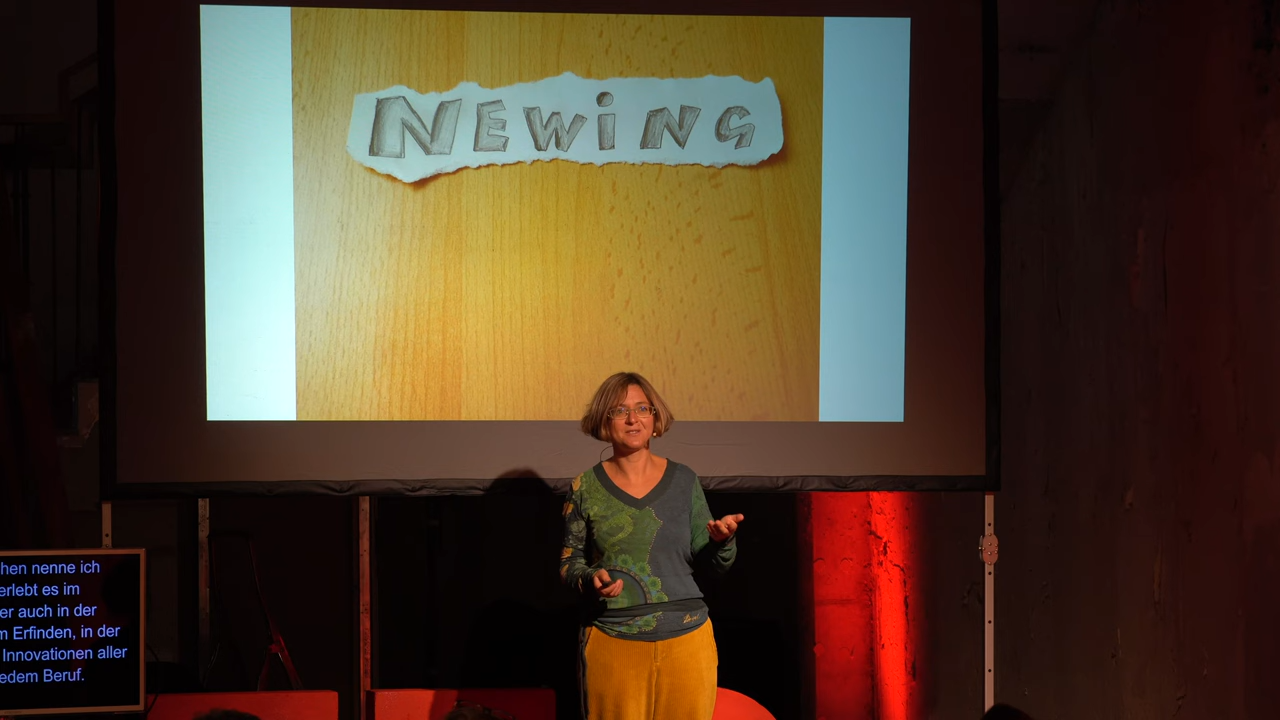 NEWiNG
hen nenne ich
erlebt es im
er auch in der
m Erfinden, in der
Innovationen aller
edem Beruf.